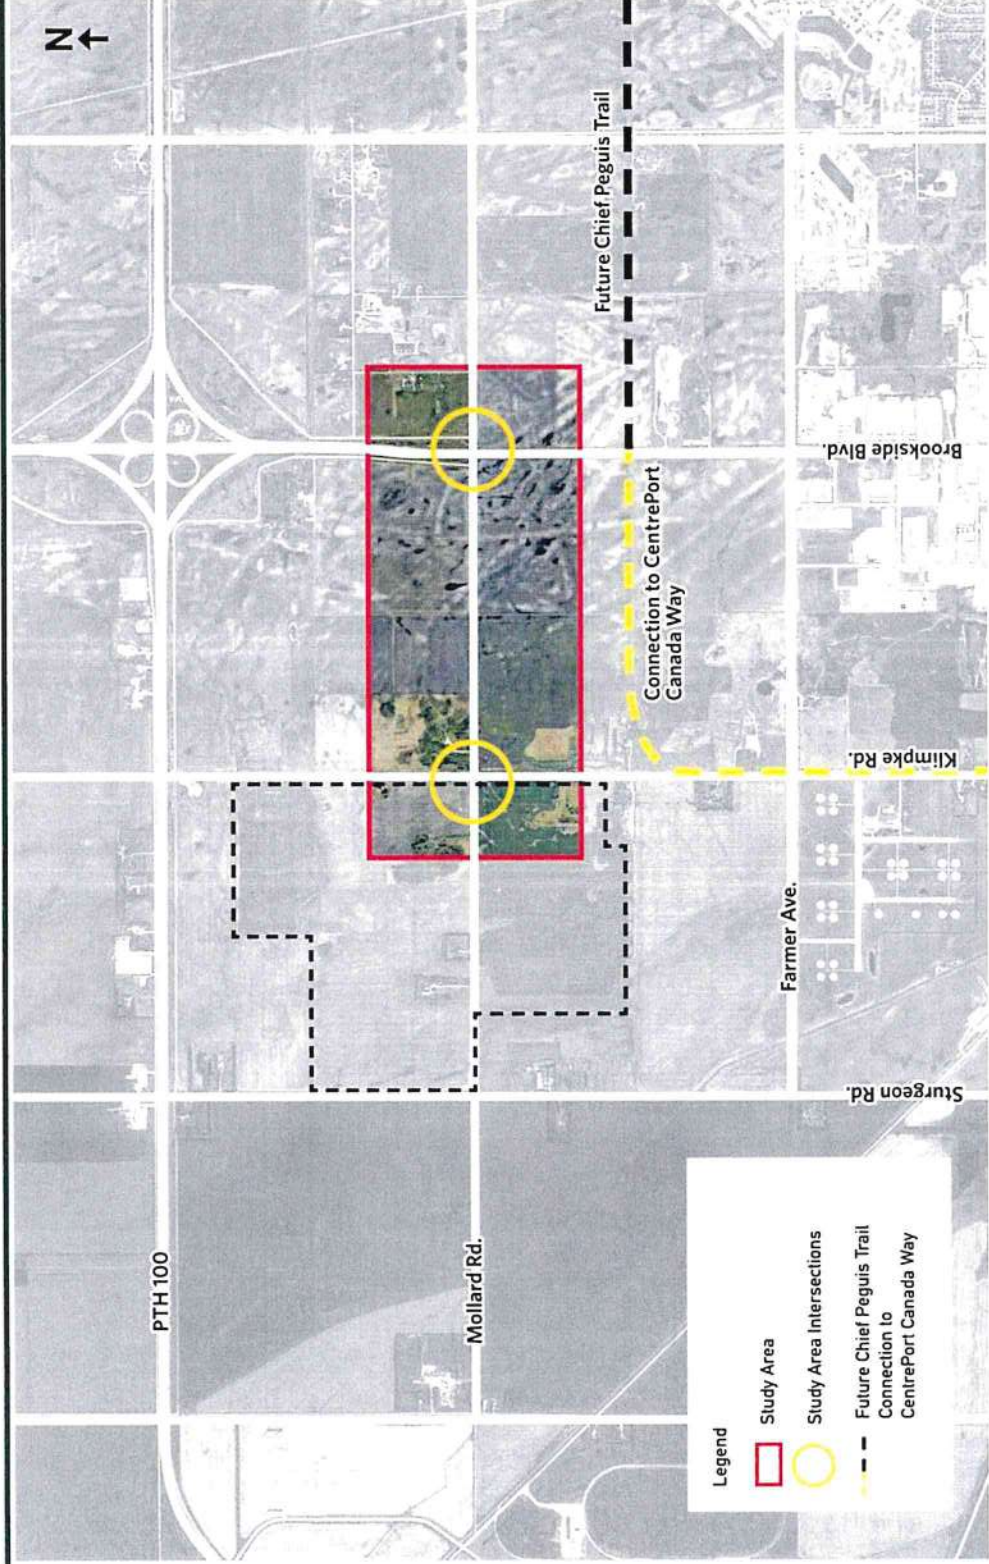 N
PTH 100
Mollard Rd.
Future Chief Peguis Trail
Connection to CentrePort
Canada Way
Brookside Blvd.
Klimpke Rd.
Farmer Ave.
Sturgeon Rd.
Legend
Study Area
Study Area Intersections
Future Chief Peguis Trail
Connection to
CentrePort Canada Way